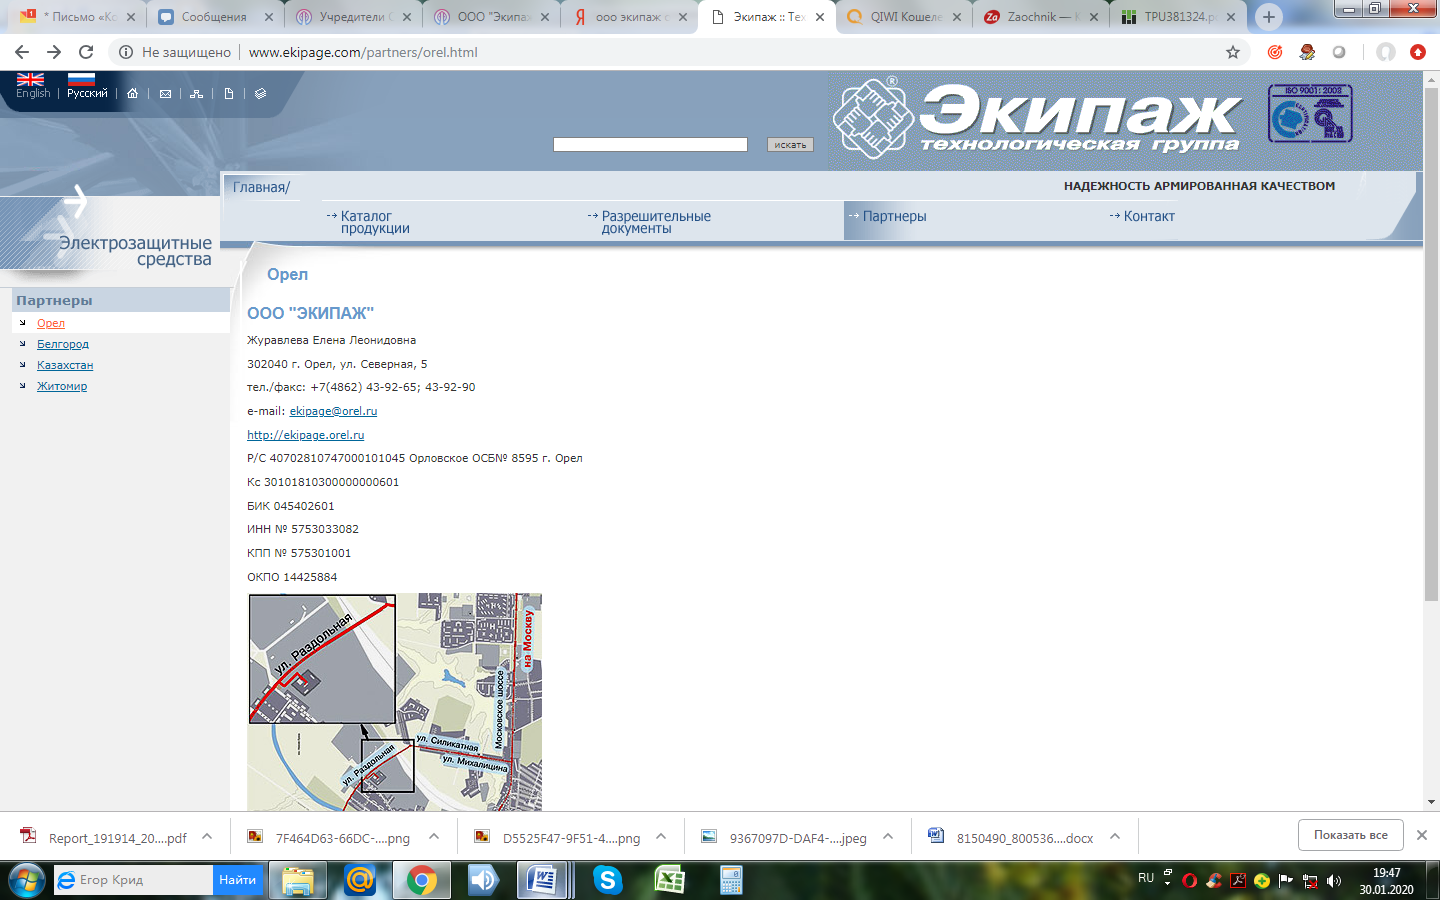 * Письмо «Ко
Сообщения
Учредители
ООО "Экипаж
ооо экипаж о
Экипаж :: Тех
QIWI Кошеле
Zaochnik —
TPU381324.p
Не защищено
www.ekipage.com/partners/orel.html
English
Русский
искать
Экипаж
®
технологическая группа
ISO 9001: 2008
Главная/
НАДЕЖНОСТЬ АРМИРОВАННАЯ КАЧЕСТВОМ
Каталог
продукции
Разрешительные
документы
Партнеры
Контакт
Электрозащитные
средства
Партнеры
Орел
Белгород
Казахстан
Житомир
Орел
ООО "ЭКИПАЖ"
Журавлева Елена Леонидовна
302040 г. Орел, ул. Северная, 5
тел./факс: +7(4862) 43-92-65; 43-92-90
e-mail: ekipage@orel.ru
http://ekipage.orel.ru
Р/С 40702810747000101045 Орловское ОСБ№ 8595 г. Орел
Кс 30101810300000000601
БИК 045402601
ИНН № 5753033082
КПП № 575301001
ОКПО 14425884
ул. Раздольная
на Москву
Московское шоссе
ул. Силикатная
ул. Михалицина
ул. Раздольная
Report_191914_20....pdf
7F464D63-66DC-....png
D5525F47-9F51-4....png
9367097D-DAF4-....jpeg
8150490_800536....docx
Показать все
Егор Крид
Найти
RU
19:47
30.01.2020